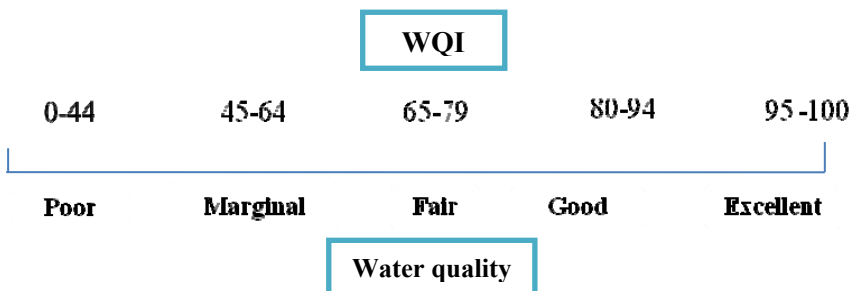 WQI
0-44 45-64 65-79 80-94 95-100
Poor Marginal Fair Good Excellent
Water quality